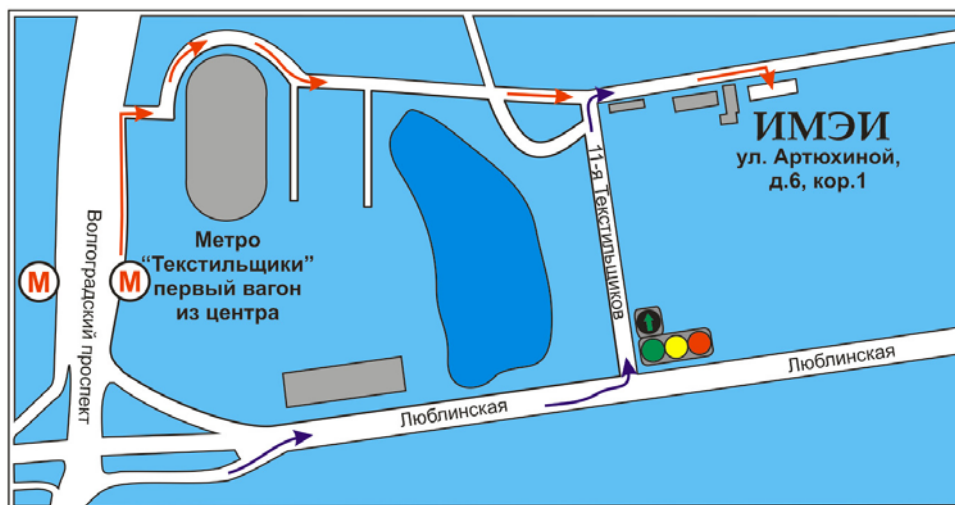 ИМЭИ
ул. Артюхиной,
д.6, кор.1
11-я Текстильщиков
Волгоградский проспект
Метро
“Текстильщики”
первый вагон
из центра
М
М
Люблинская
Люблинская